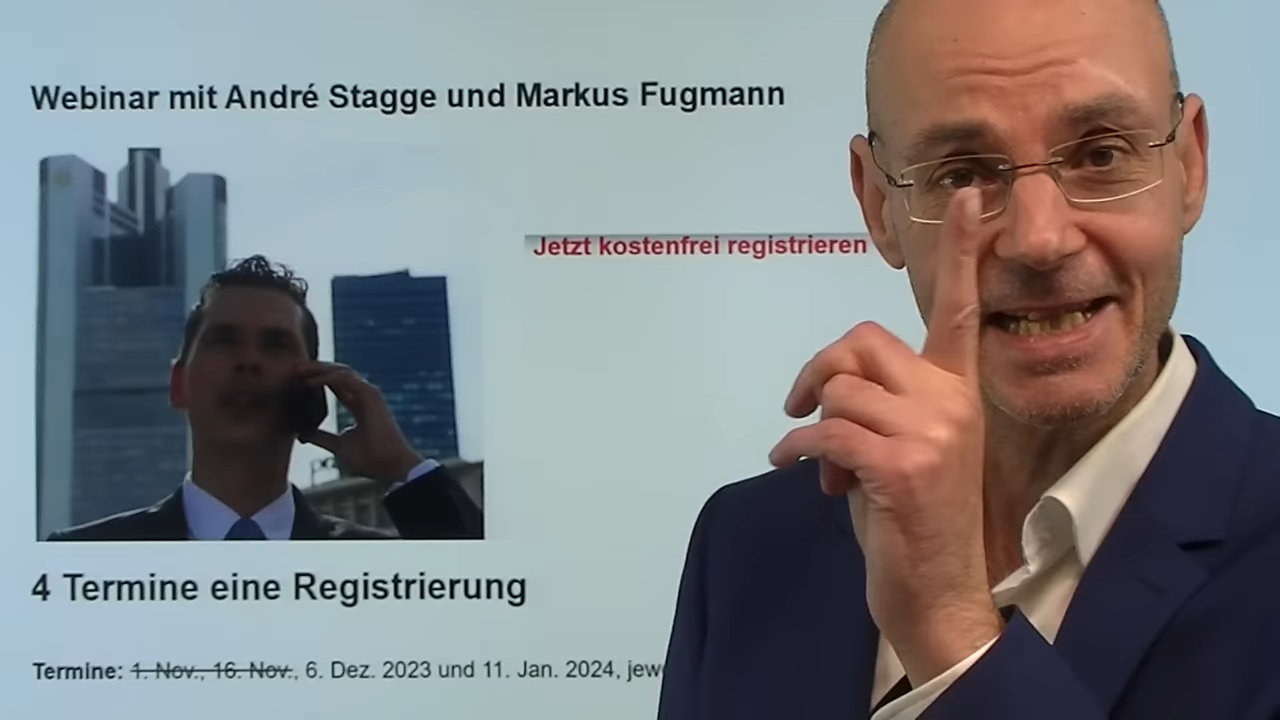 Webinar mit André Stagge und Markus Fugmann
Jetzt kostenfrei registrieren
4 Termine eine Registrierung
Termine: 1. Nov., 16. Nov., 6. Dez. 2023 und 11. Jan. 2024,